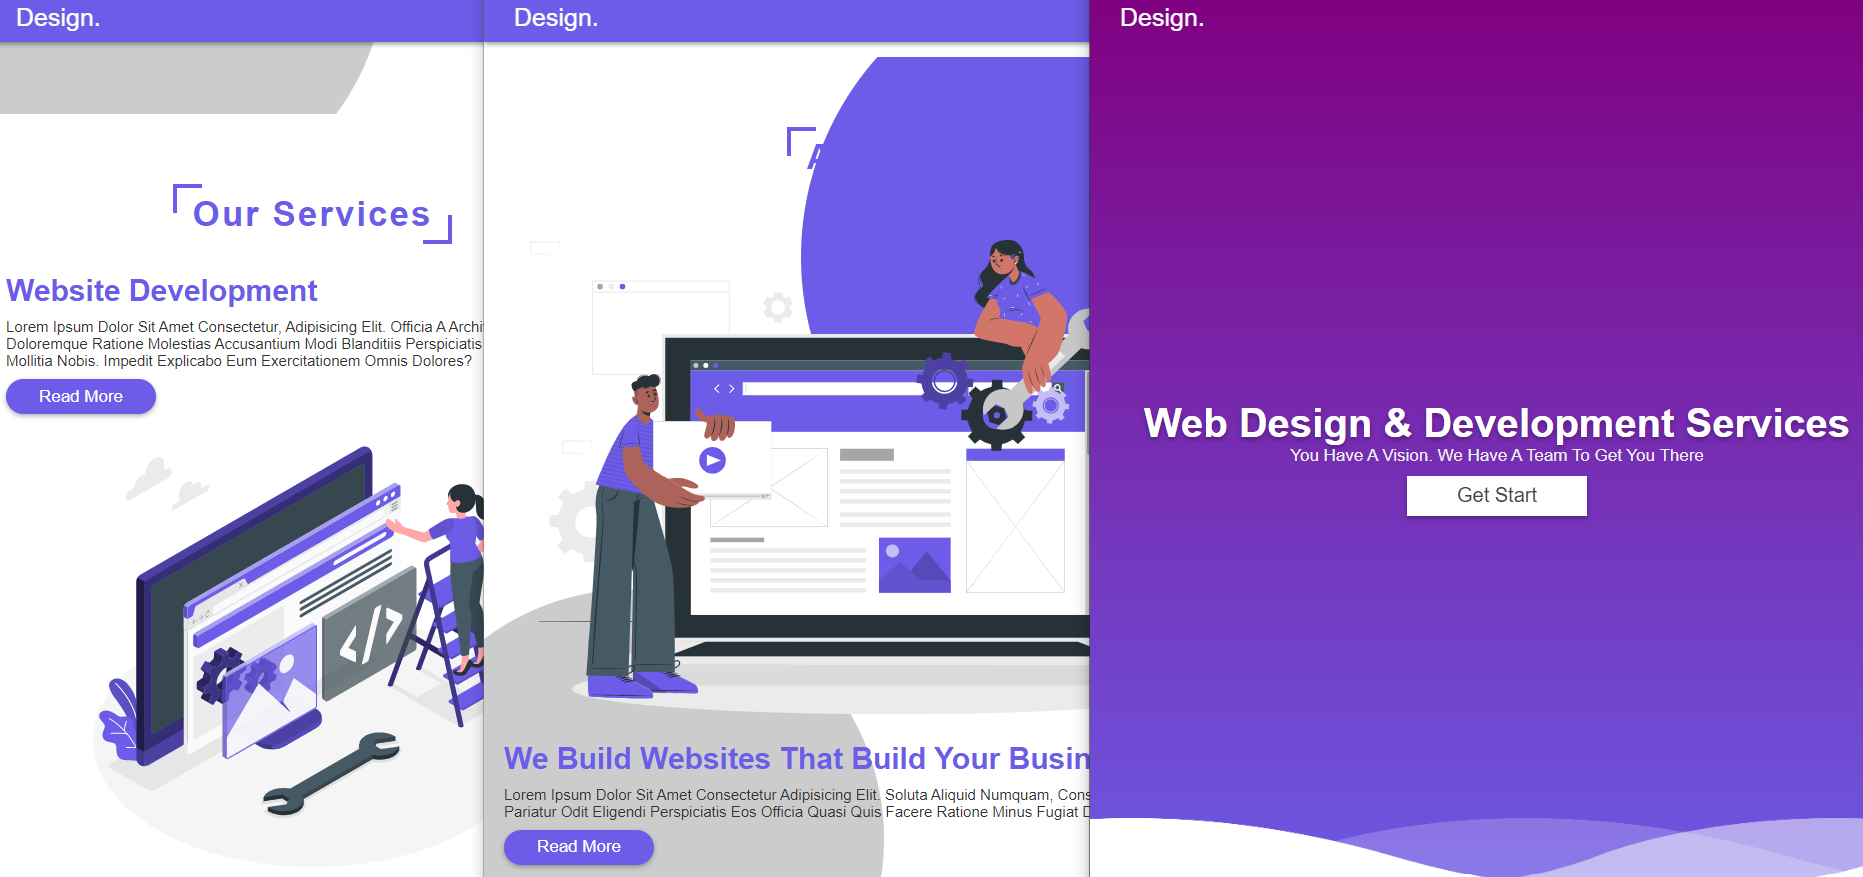 Design.
Our Services
Website Development
Lorem Ipsum Dolor Sit Amet Consectetur, Adipisicing Elit. Officia A Archi
Doloremque Ratione Molestias Accusantium Modi Blanditiis Perspiciatis
Mollitia Nobis. Impedit Explicabo Eum Exercitationem Omnis Dolores?
Read More
</>
Design.
A
We Build Websites That Build Your Busin
Lorem Ipsum Dolor Sit Amet Consectetur Adipisicing Elit. Soluta Aliquid Numquam, Cons
Pariatur Odit Eligendi Perspiciatis Eos Officia Quasi Quis Facere Ratione Minus Fugiat D
Read More
Design.
Web Design & Development Services
You Have A Vision. We Have A Team To Get You There
Get Start